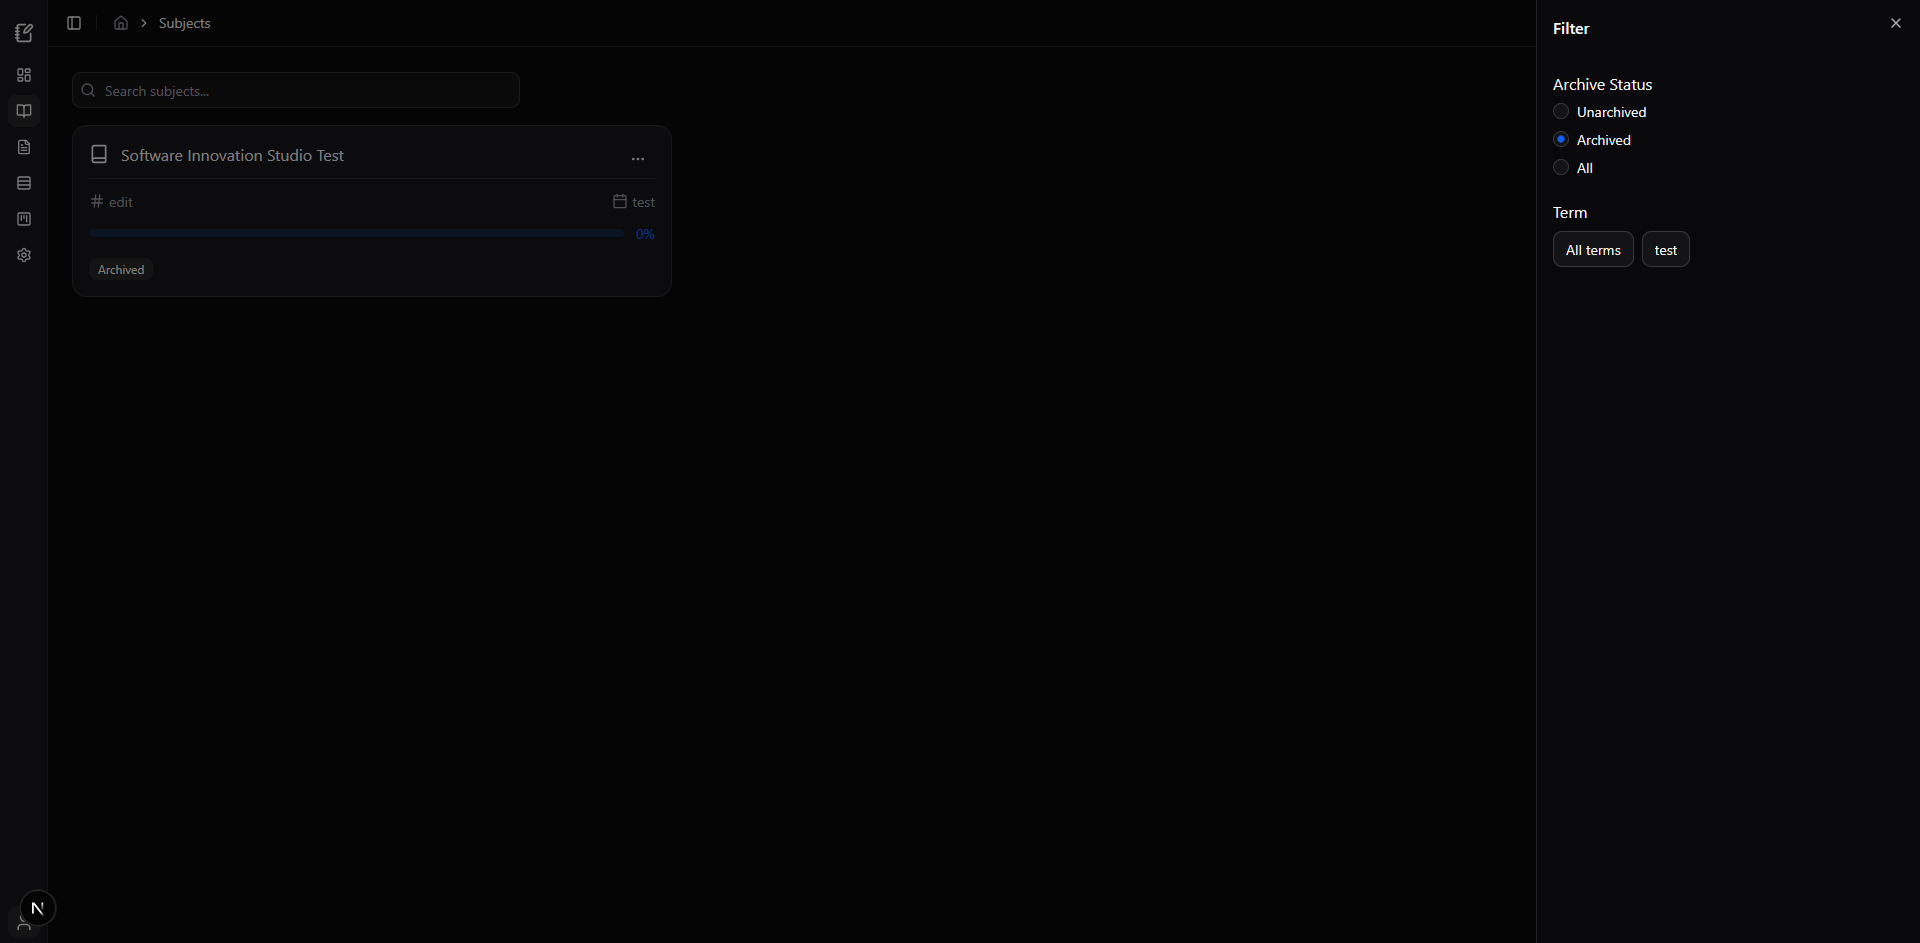 Subjects
Search subjects...
Software Innovation Studio Test
edit
test
0%
Archived
N
Filter
Archive Status
Unarchived
Archived
All
Term
All terms
test